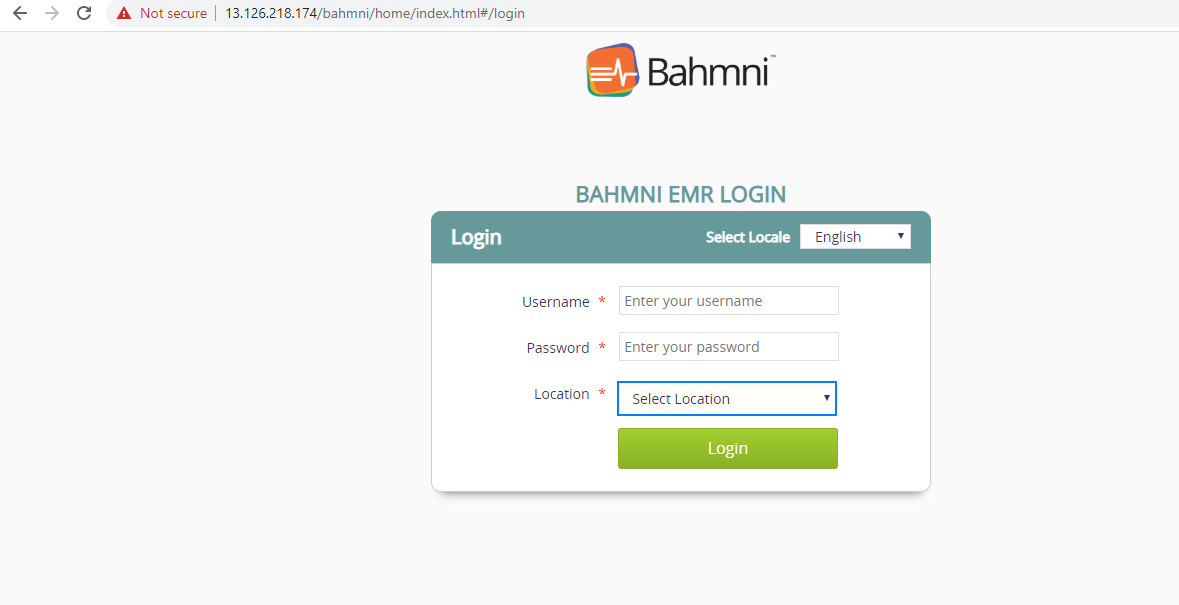 Not secure | 13.126.218.174/bahmni/home/index.html#/login
Bahmni™
BAHMNI EMR LOGIN
Login Select Locale English
Username * Enter your username
Password * Enter your password
Location * Select Location
Login